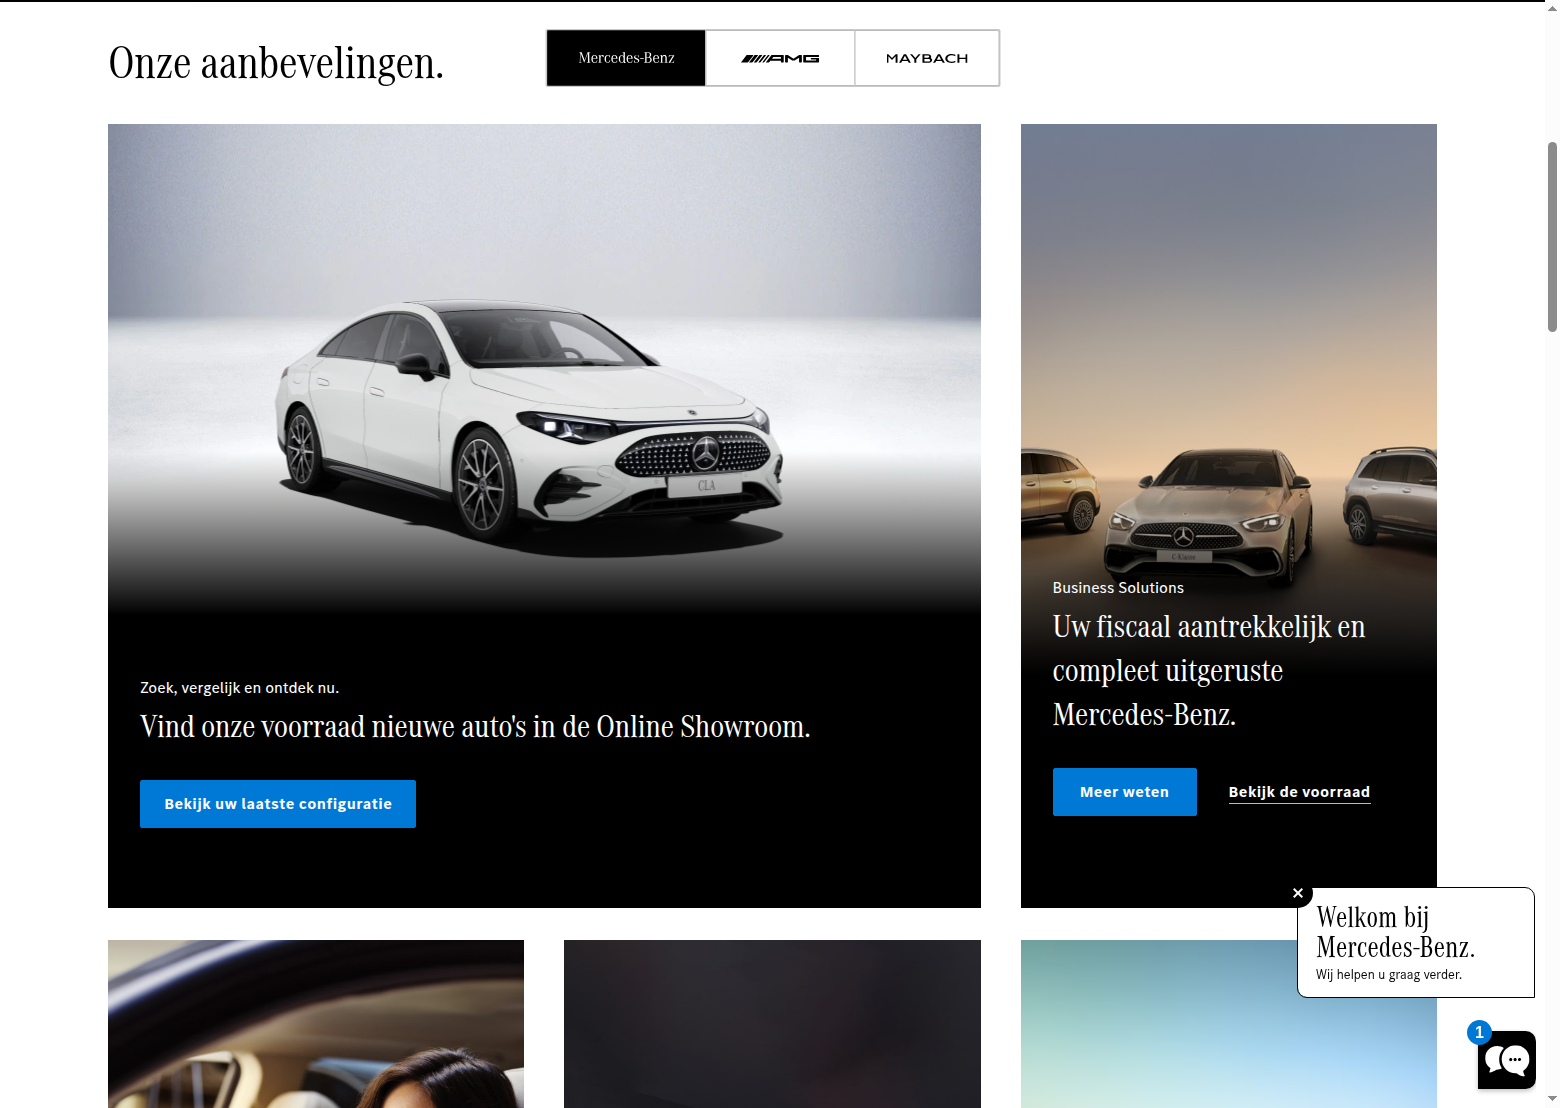 Onze aanbevelingen.
Mercedes-Benz
AMG
MAYBACH
CLA
Zoek, vergelijk en ontdek nu.
Vind onze voorraad nieuwe auto's in de Online Showroom.
Bekijk uw laatste configuratie
C-Klasse
Business Solutions
Uw fiscaal aantrekkelijk en
compleet uitgeruste
Mercedes-Benz.
Meer weten
Bekijk de voorraad
Welkom bij
Mercedes-Benz.
Wij helpen u graag verder.
1